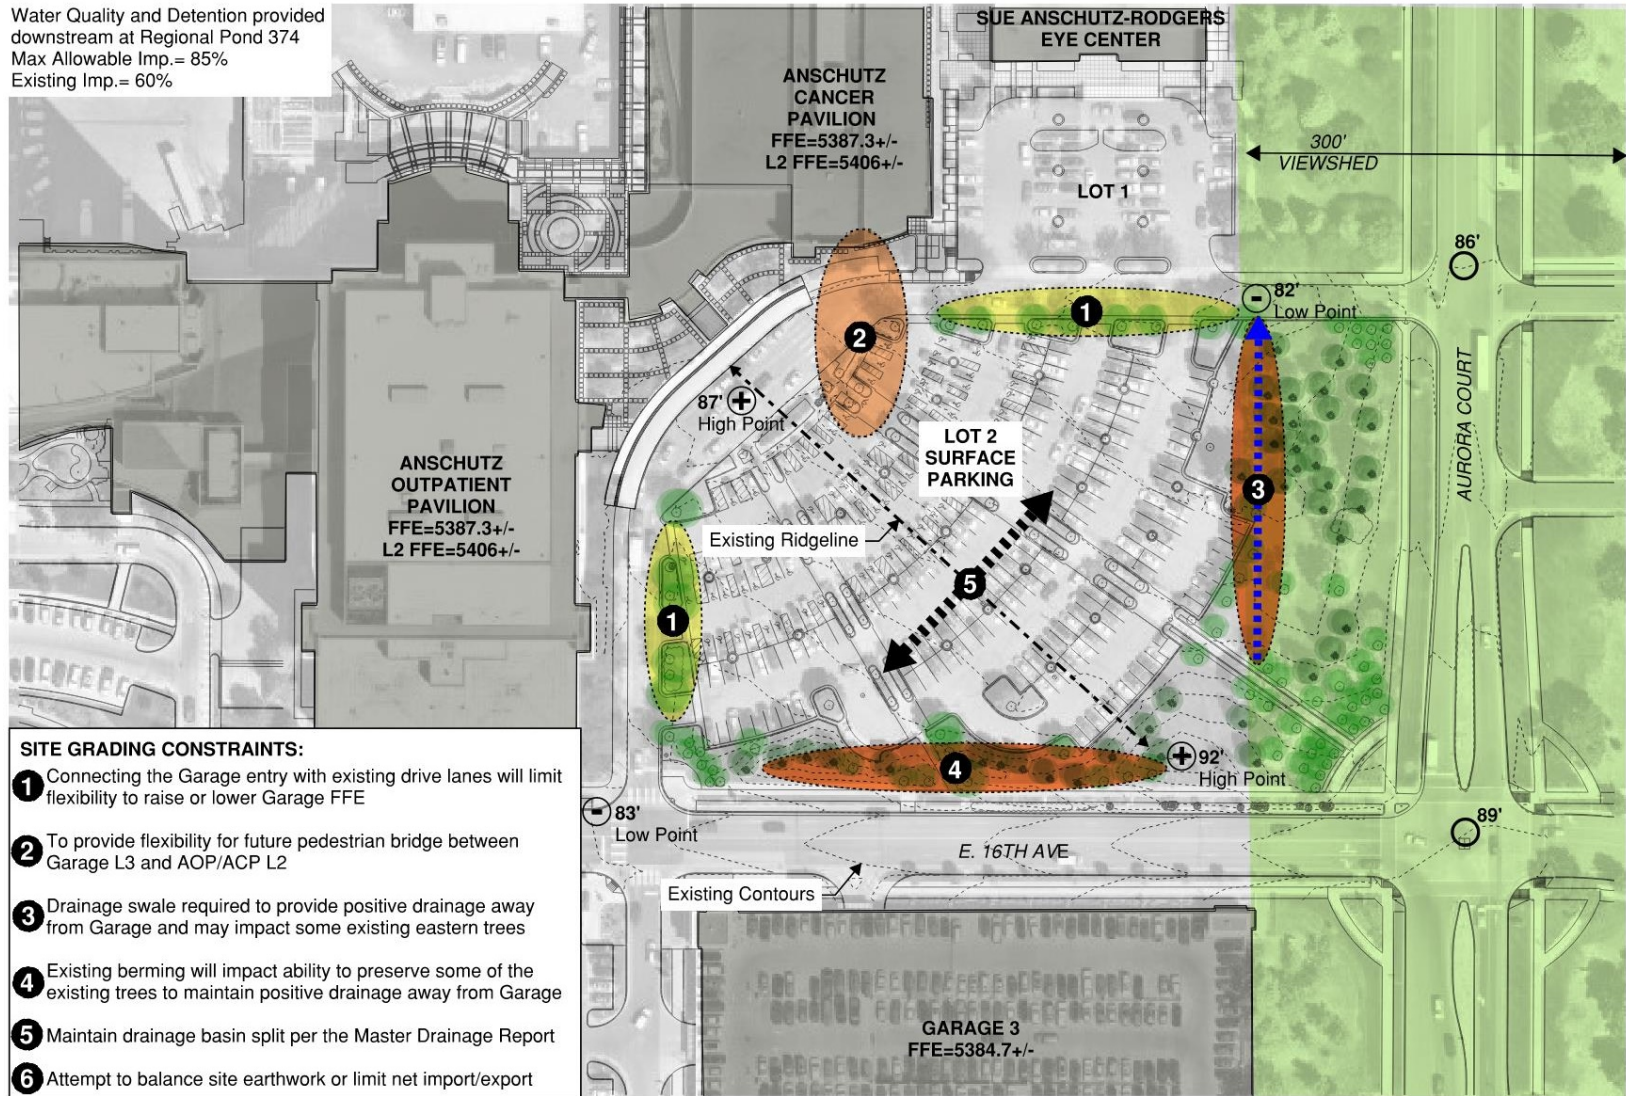 Water Quality and Detention provided
downstream at Regional Pond 374
Max Allowable Imp.= 85%
Existing Imp.= 60%
SUE ANSCHUTZ-RODGERS
EYE CENTER
ANSCHUTZ
CANCER
PAVILION
FFE=5387.3+/-
L2 FFE=5406+/-
300'
VIEWSHED
LOT 1
86'
82'
Low Point
1
2
87'
High Point
LOT 2
SURFACE
PARKING
AURORA COURT
3
ANSCHUTZ
OUTPATIENT
PAVILION
FFE=5387.3+/-
L2 FFE=5406+/-
Existing Ridgeline
5
1
4
92'
High Point
83'
Low Point
89'
E. 16TH AVE
Existing Contours
GARAGE 3
FFE=5384.7+/-
SITE GRADING CONSTRAINTS:
1 Connecting the Garage entry with existing drive lanes will limit
flexibility to raise or lower Garage FFE
2 To provide flexibility for future pedestrian bridge between
Garage L3 and AOP/ACP L2
3 Drainage swale required to provide positive drainage away
from Garage and may impact some existing eastern trees
4 Existing berming will impact ability to preserve some of the
existing trees to maintain positive drainage away from Garage
5 Maintain drainage basin split per the Master Drainage Report
6 Attempt to balance site earthwork or limit net import/export